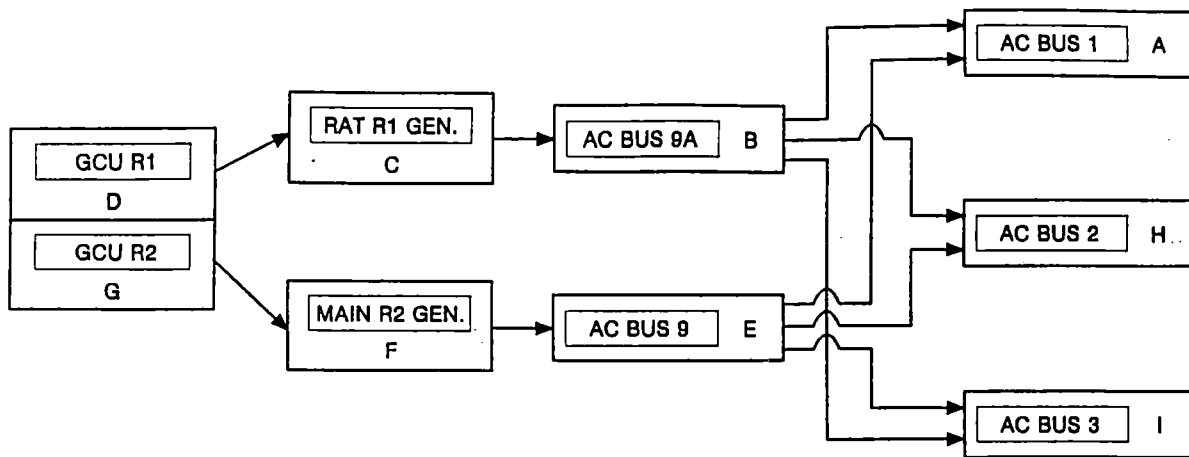 AC BUS 1 A
RAT R1 GEN.
C
AC BUS 9A B
GCU R1
D
GCU R2
G
AC BUS 2 H
MAIN R2 GEN.
F
AC BUS 9 E
AC BUS 3 I